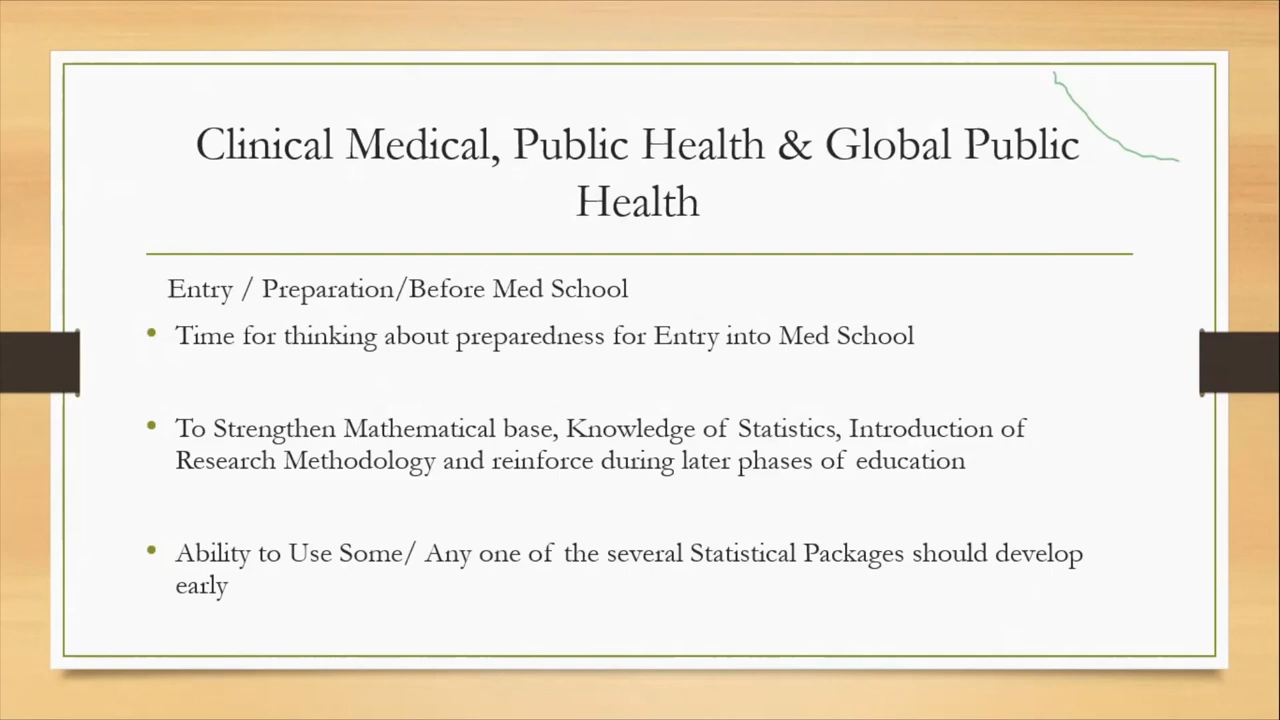 Clinical Medical, Public Health & Global Public
Health
Entry / Preparation/Before Med School
• Time for thinking about preparedness for Entry into Med School
• To Strengthen Mathematical base, Knowledge of Statistics, Introduction of
Research Methodology and reinforce during later phases of education
• Ability to Use Some/ Any one of the several Statistical Packages should develop
early